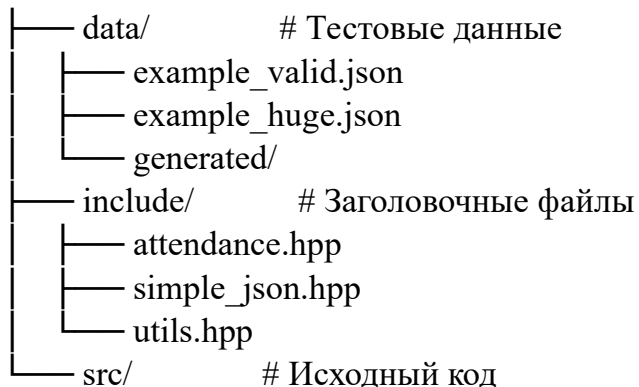 ├── data/ # Тестовые данные
│ ├── example_valid.json
│ ├── example_huge.json
│ └── generated/
├── include/ # Заголовочные файлы
│ ├── attendance.hpp
│ ├── simple_json.hpp
│ └── utils.hpp
└── src/ # Исходный код